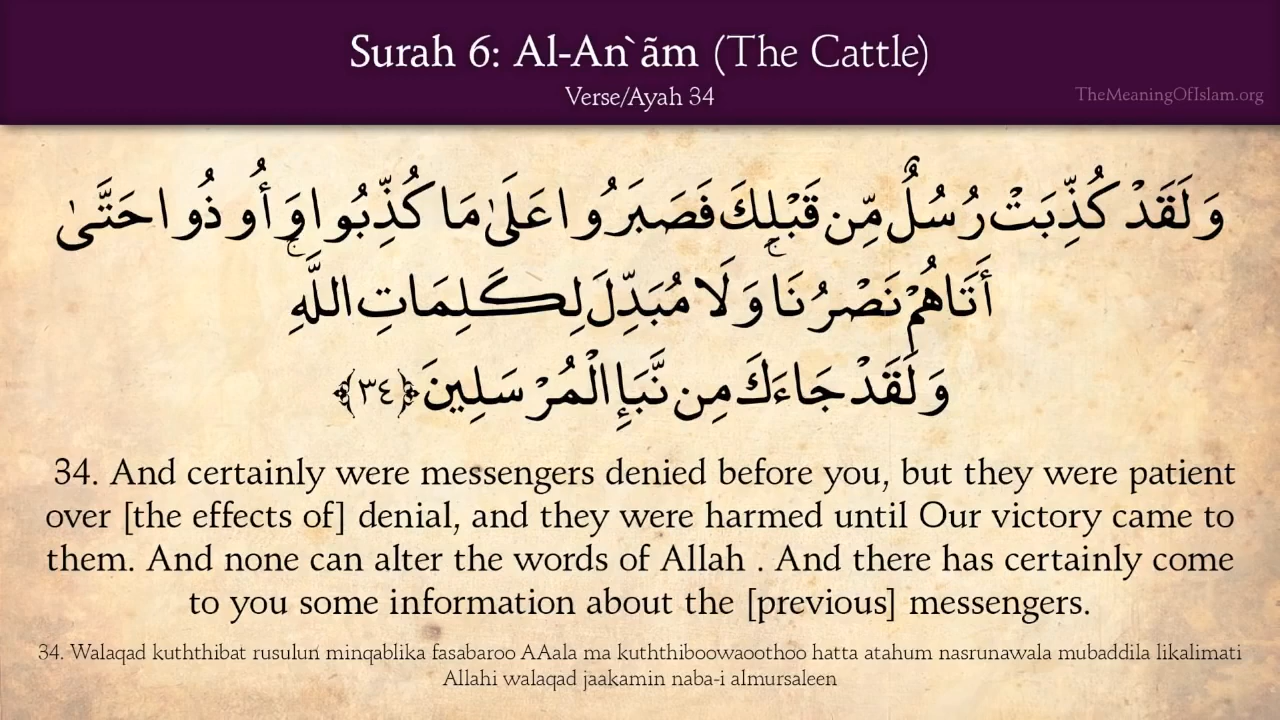 Surah 6: Al-An`ãm (The Cattle)
Verse/Ayah 34
TheMeaningOfIslam.org
وَلَقَدْ كُذِّبَتْ رُسُلٌ مِّن قَبْلِكَ فَصَبَرُوا عَلَىٰ مَا كُذِّبُوا وَأُوذُوا حَتَّىٰ
أَتَاهُمْ نَصْرُنَا ۚ وَلَا مُبَدِّلَ لِكَلِمَاتِ اللَّهِ ۚ
وَلَقَدْ جَاءَكَ مِن نَّبَإِ الْمُرْسَلِينَ ﴿٣٤﴾
34. And certainly were messengers denied before you, but they were patient
over [the effects of] denial, and they were harmed until Our victory came to
them. And none can alter the words of Allah . And there has certainly come
to you some information about the [previous] messengers.
34. Walaqad kuththibat rusulun minqablika fasabaroo AAala ma kuththiboowaoothoo hatta atahum nasrunawala mubaddila likalimati
Allahi walaqad jaakamin naba-i almursaleen